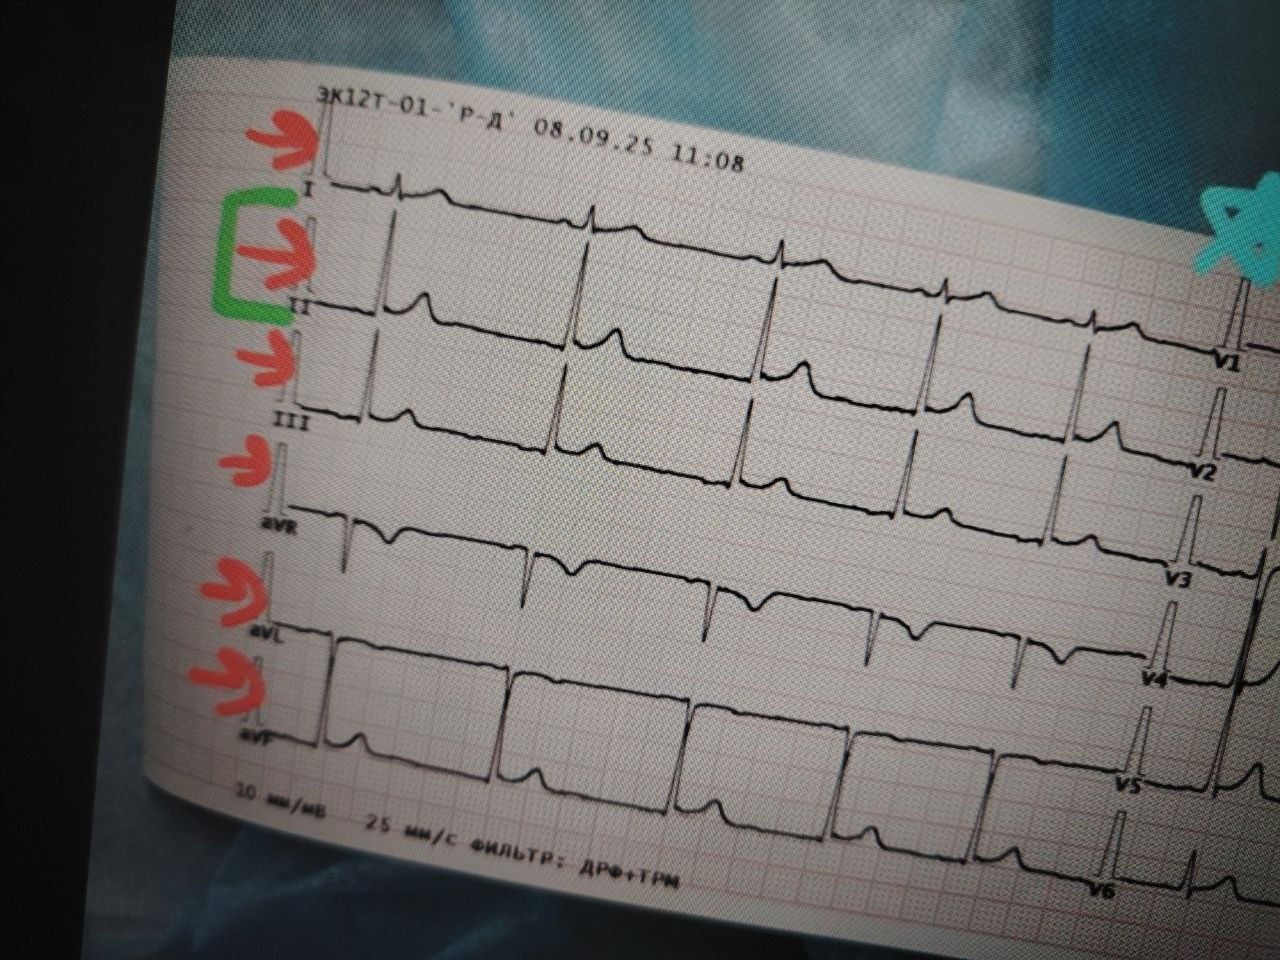 ЭК12Т-01-'Р-Д' 08.09.25 11:08
I
II
III
aVR
aVL
aVF
V1
V2
V3
V4
V5
V6
10 мм/мВ 25 мм/с ФИЛЬТР: ДРФ+ТРМ